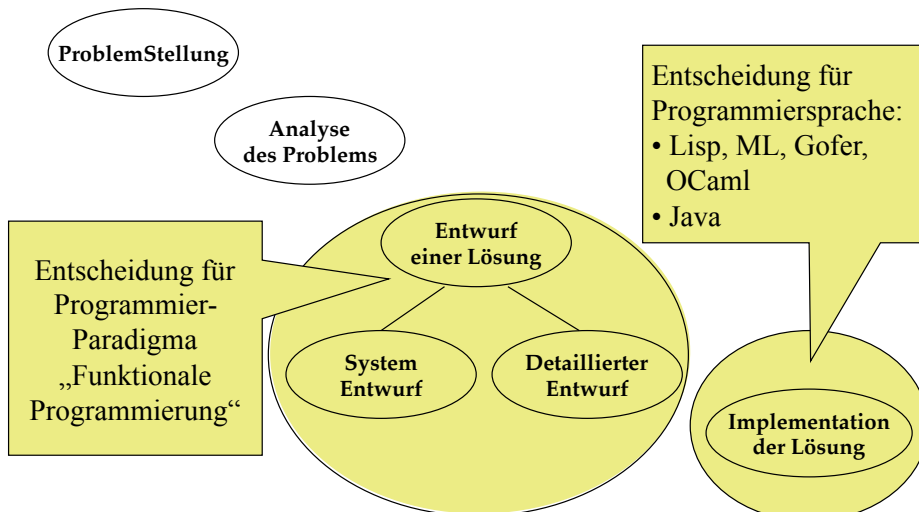 ProblemStellung
Analyse
des Problems
Entscheidung für
Programmiersprache:
• Lisp, ML, Gofer,
OCaml
• Java
Entwurf
einer Lösung
Entscheidung für
Programmier-
Paradigma
„Funktionale
Programmierung“
System
Entwurf
Detaillierter
Entwurf
Implementation
der Lösung